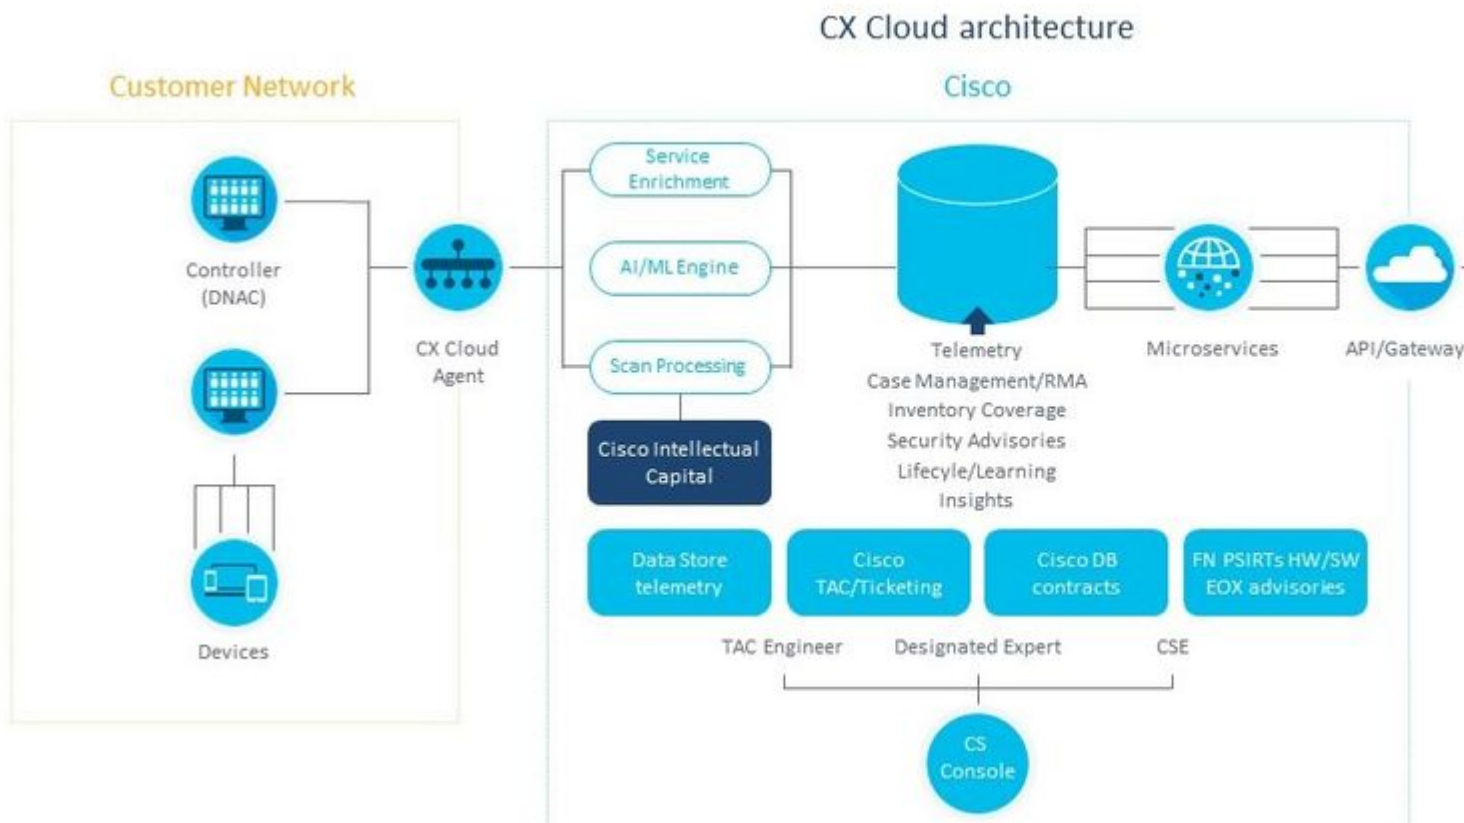 CX Cloud architecture
Customer Network
Cisco
Controller
(DNAC)
CX Cloud
Agent
Devices
Service
Enrichment
AI/ML Engine
Scan Processing
Cisco Intellectual
Capital
Telemetry
Case Management/RMA
Inventory Coverage
Security Advisories
Lifecyle/Learning
Insights
Microservices
API/Gateway
Data Store
telemetry
Cisco
TAC/Ticketing
Cisco DB
contracts
FN PSIRTs HW/SW
EOX advisories
TAC Engineer
Designated Expert
CSE
CS
Console